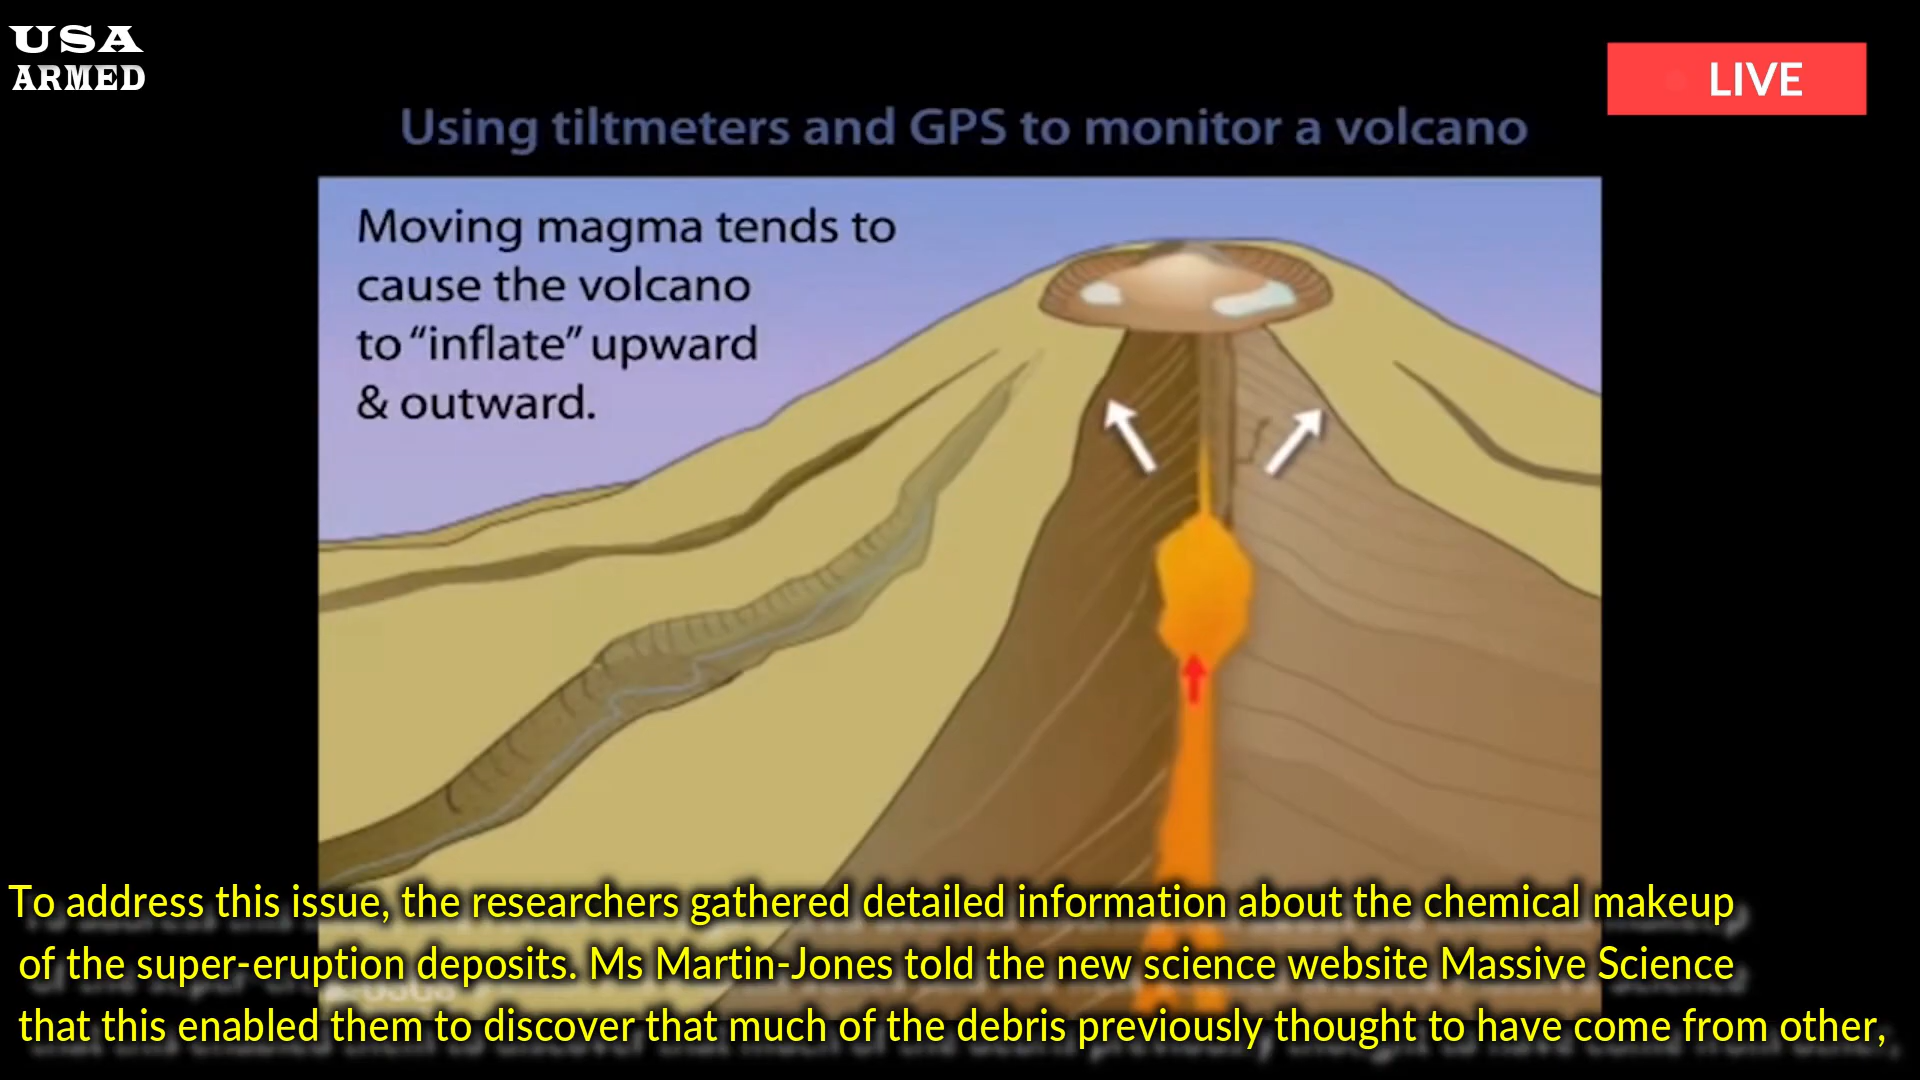 USA
ARMED
LIVE
Using tiltmeters and GPS to monitor a volcano
Moving magma tends to
cause the volcano
to “inflate” upward
& outward.
To address this issue, the researchers gathered detailed information about the chemical makeup
of the super-eruption deposits. Ms Martin-Jones told the new science website Massive Science
that this enabled them to discover that much of the debris previously thought to have come from other,